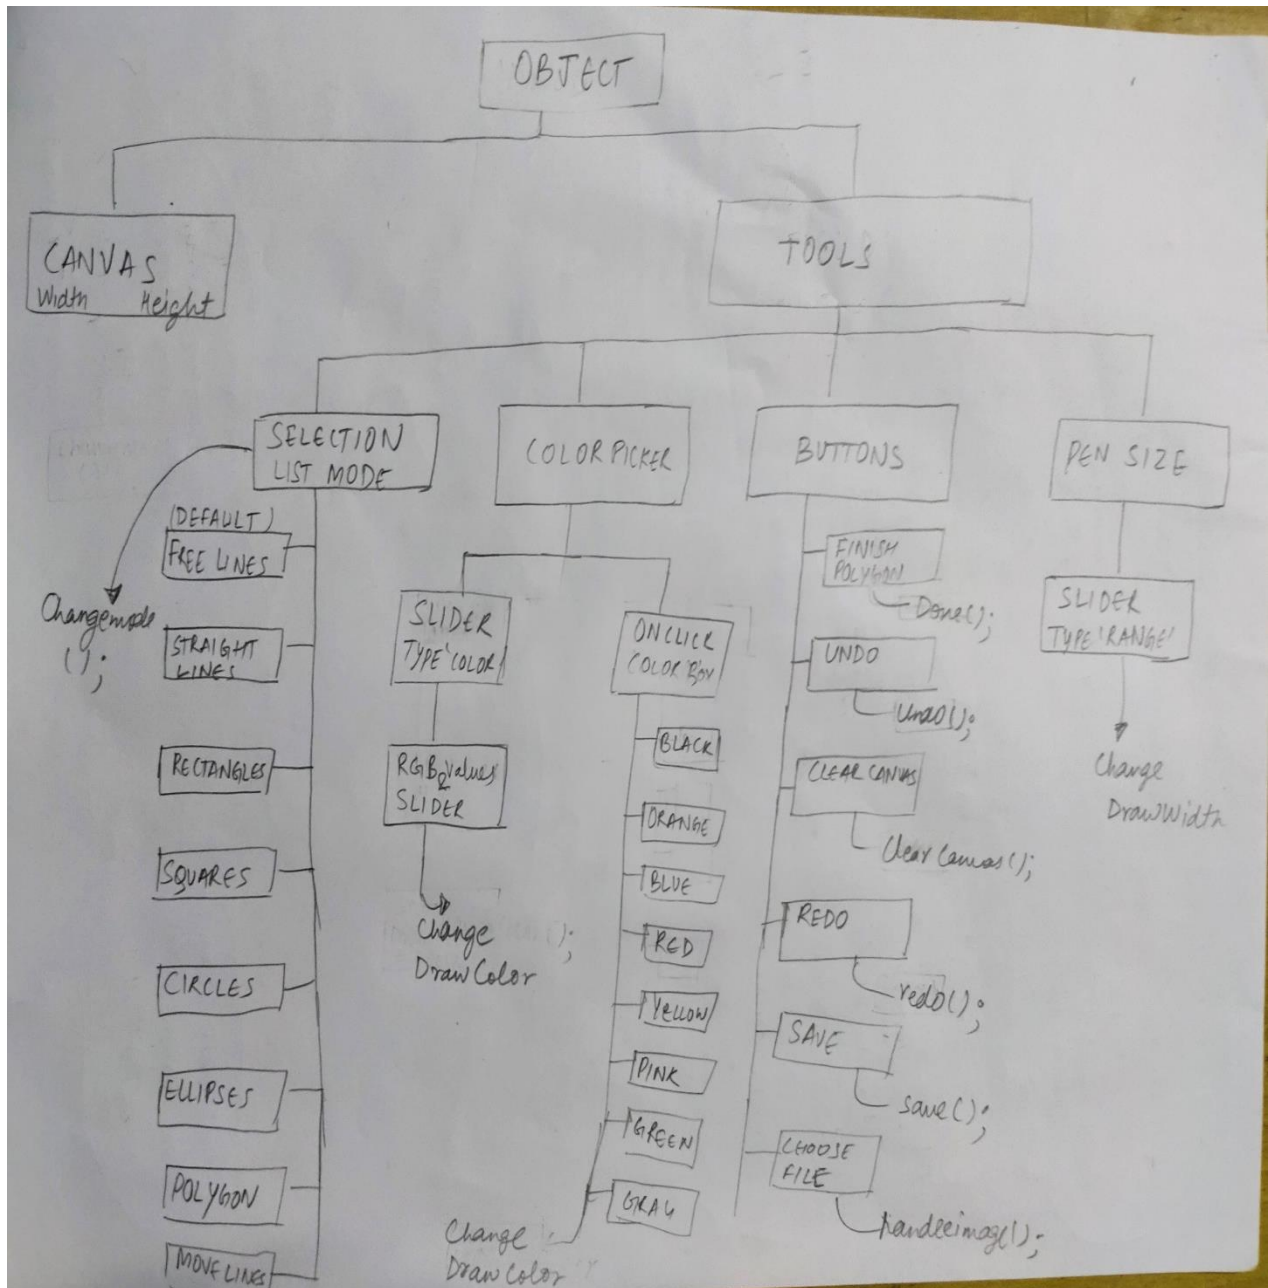 OBJECT
CANVAS
Width Height
TOOLS
SELECTION
LIST MODE
COLOR PICKER
BUTTONS
PEN SIZE
(DEFAULT)
FREE LINES
Changemode
();
STRAIGHT
LINES
RECTANGLES
SQUARES
CIRCLES
ELLIPSES
POLYGON
MOVE LINES
SLIDER
TYPE 'COLOR'
RGB Values
SLIDER
Change
Draw Color
ONCLICK
COLOR BOX
BLACK
ORANGE
BLUE
RED
YELLOW
PINK
GREEN
GRAY
Change
Draw Color
FINISH
POLYGON
Done();
UNDO
Undo();
CLEAR CANVAS
Clear Canvas();
REDO
redo();
SAVE
save();
CHOOSE
FILE
handleimage();
SLIDER
TYPE 'RANGE'
Change
DrawWidth